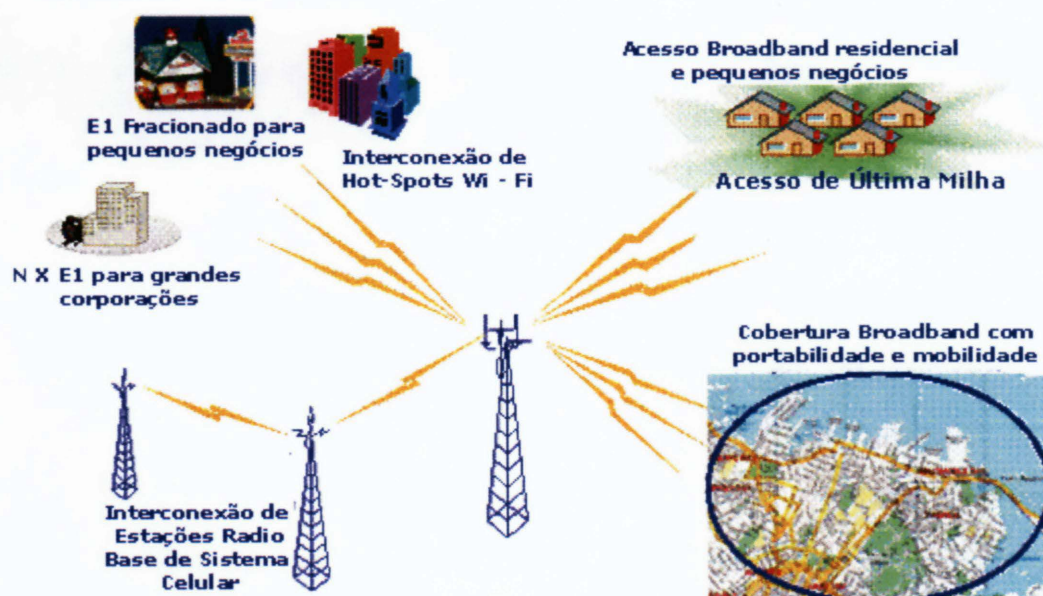 E1 Fracionado para
pequenos negócios
Interconexão de
Hot-Spots Wi - Fi
Acesso Broadband residencial
e pequenos negócios
Acesso de Última Milha
N X E1 para grandes
corporações
Cobertura Broadband com
portabilidade e mobilidade
Interconexão de
Estações Radio
Base de Sistema
Celular